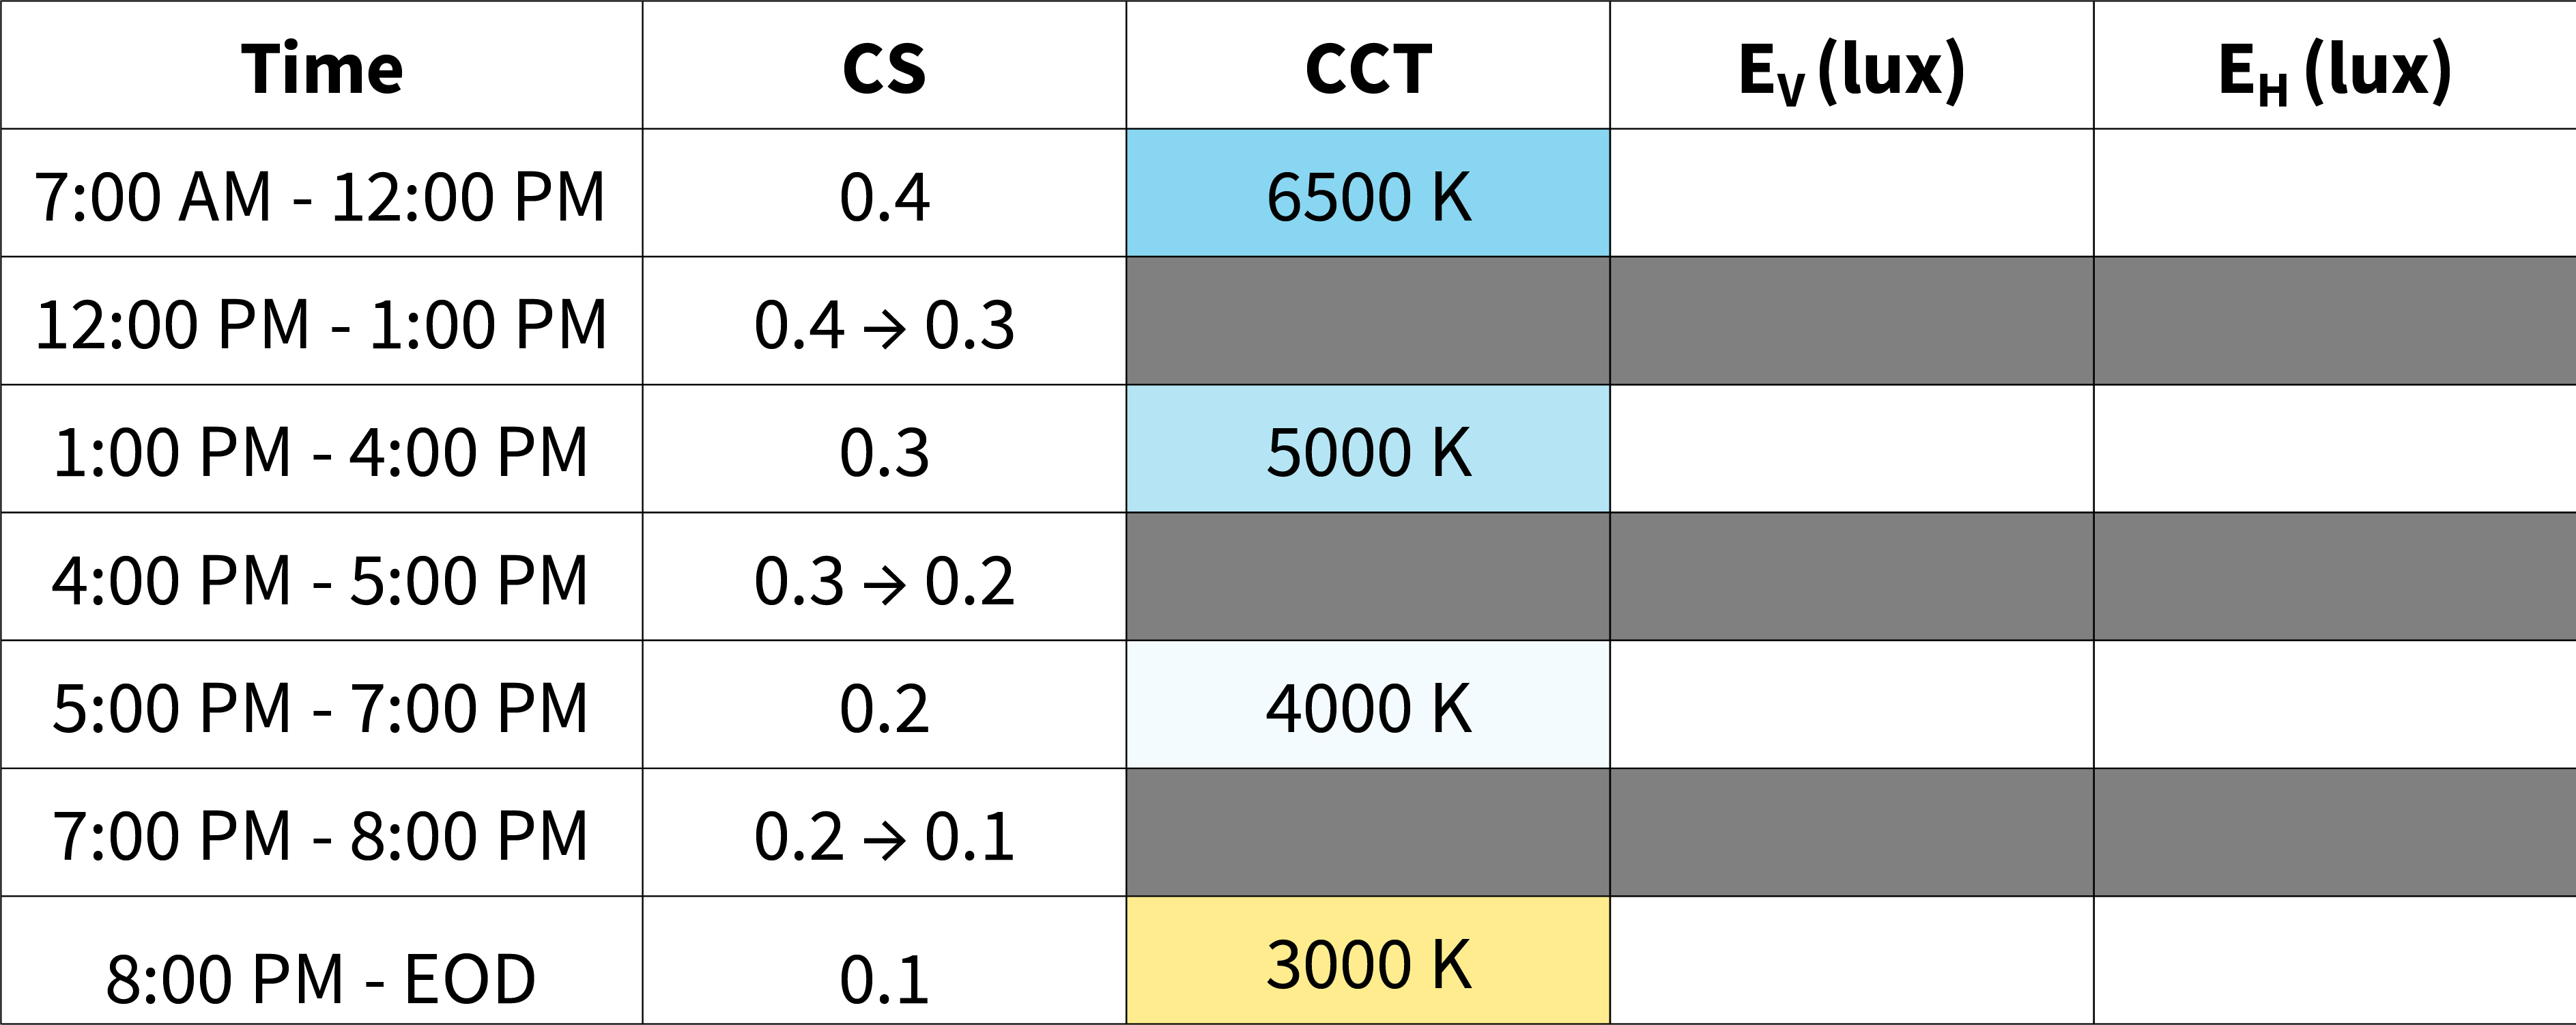 Time CS CCT EV (lux) EH (lux)
7:00 AM - 12:00 PM 0.4 6500 K
12:00 PM - 1:00 PM 0.4 → 0.3
1:00 PM - 4:00 PM 0.3 5000 K
4:00 PM - 5:00 PM 0.3 → 0.2
5:00 PM - 7:00 PM 0.2 4000 K
7:00 PM - 8:00 PM 0.2 → 0.1
8:00 PM - EOD 0.1 3000 K